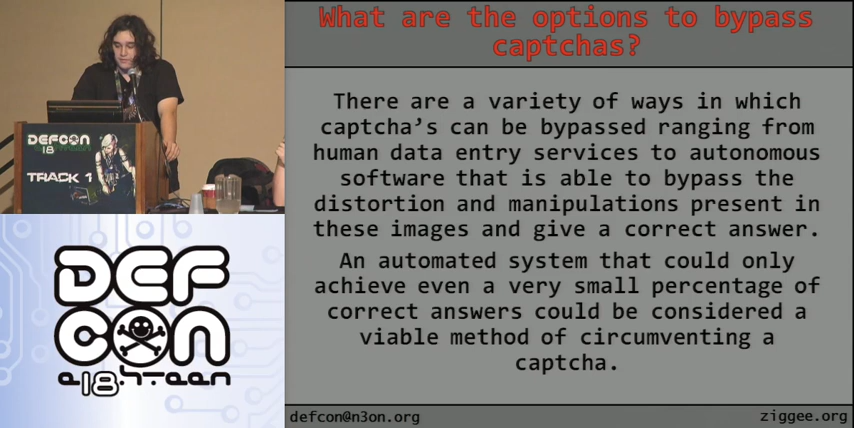 What are the options to bypass
captchas?
There are a variety of ways in which
captcha's can be bypassed ranging from
human data entry services to autonomous
software that is able to bypass the
distortion and manipulations present in
these images and give a correct answer.
An automated system that could only
achieve even a very small percentage of
correct answers could be considered a
viable method of circumventing a
captcha.
defcon@n3on.org
ziggee.org
DEFCON
18
TRACK 1
DEF
CON
e18hteen